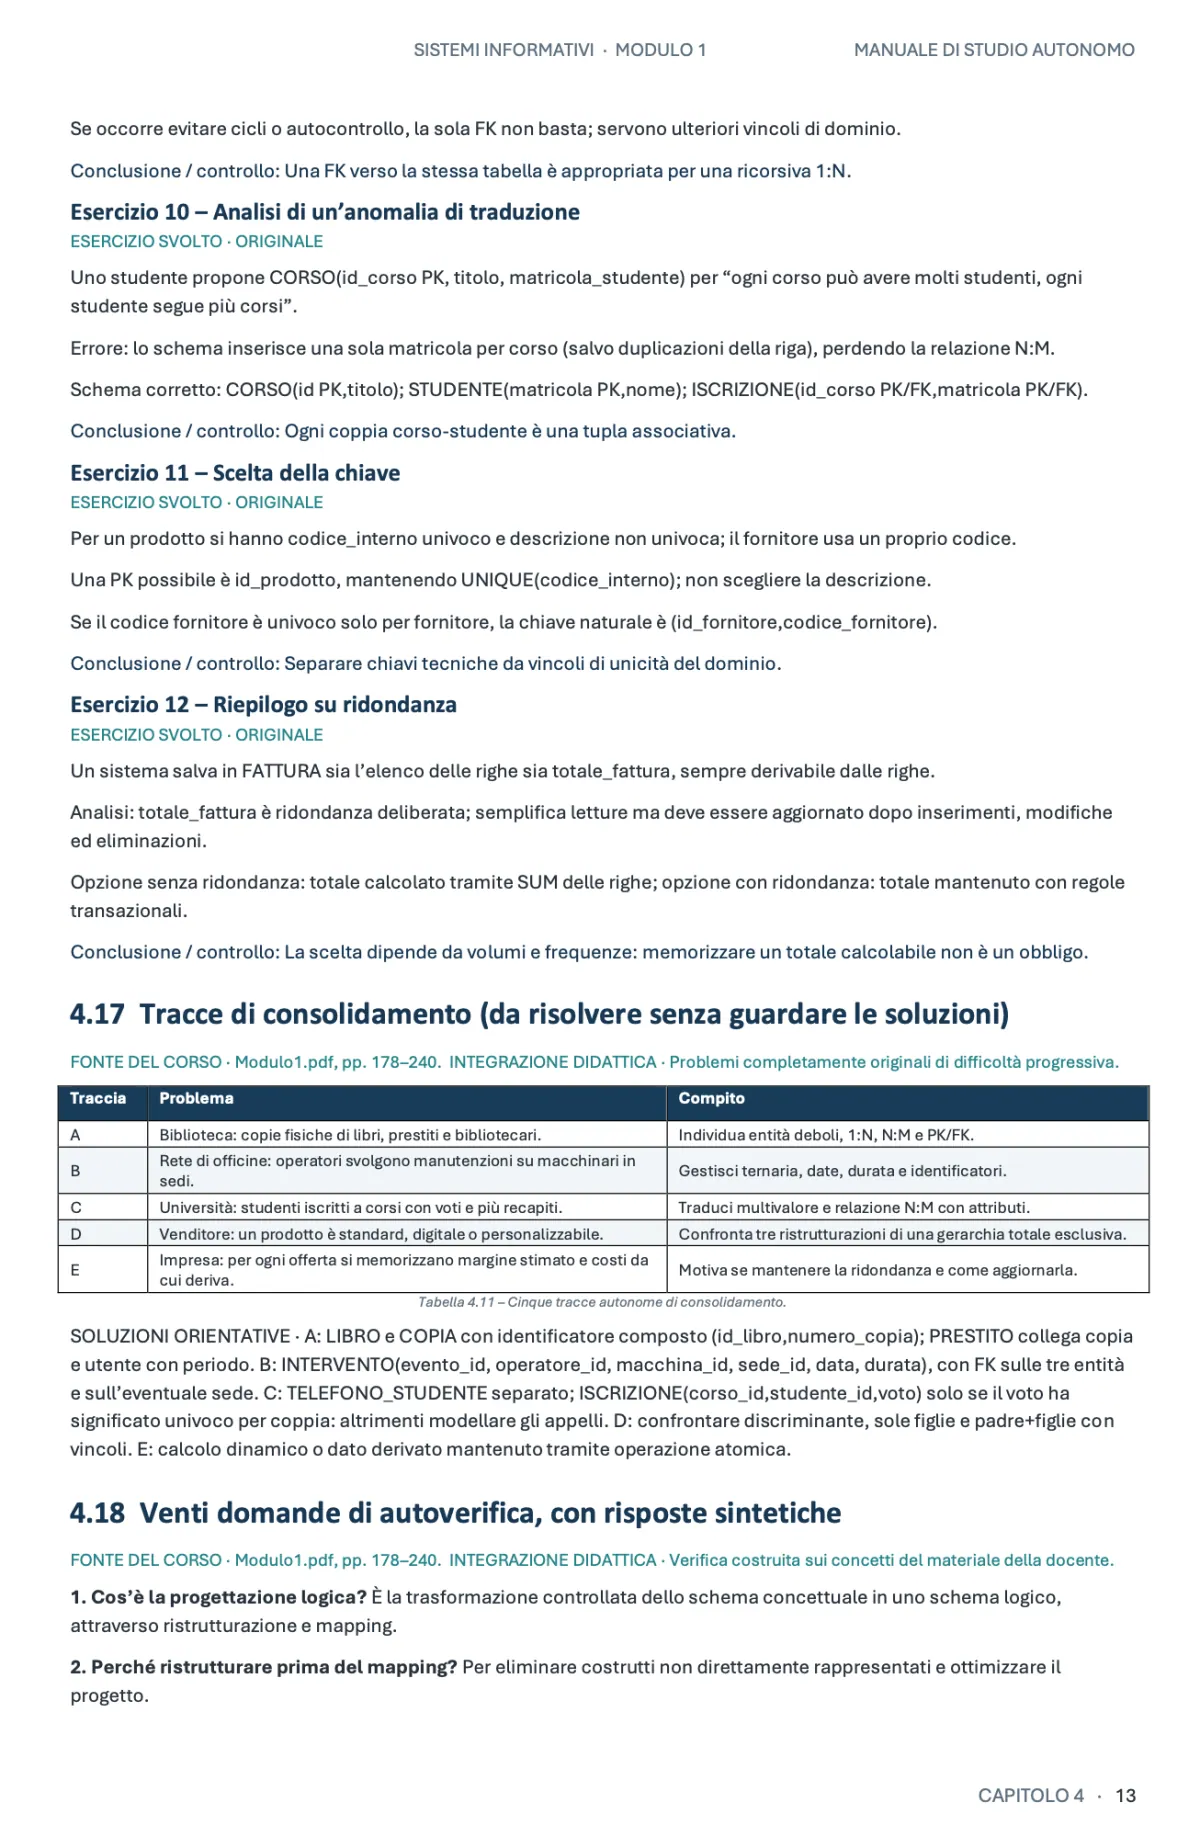 SISTEMI INFORMATIVI · MODULO 1 MANUALE DI STUDIO AUTONOMO
Se occorre evitare cicli o autocontrollo, la sola FK non basta; servono ulteriori vincoli di dominio.
Conclusione / controllo: Una FK verso la stessa tabella è appropriata per una ricorsiva 1:N.
Esercizio 10 – Analisi di un’anomalia di traduzione
ESERCIZIO SVOLTO · ORIGINALE
Uno studente propone CORSO(id_corso PK, titolo, matricola_studente) per “ogni corso può avere molti studenti, ogni
studente segue più corsi”.
Errore: lo schema inserisce una sola matricola per corso (salvo duplicazioni della riga), perdendo la relazione N:M.
Schema corretto: CORSO(id PK,titolo); STUDENTE(matricola PK,nome); ISCRIZIONE(id_corso PK/FK,matricola PK/FK).
Conclusione / controllo: Ogni coppia corso-studente è una tupla associativa.
Esercizio 11 – Scelta della chiave
ESERCIZIO SVOLTO · ORIGINALE
Per un prodotto si hanno codice_interno univoco e descrizione non univoca; il fornitore usa un proprio codice.
Una PK possibile è id_prodotto, mantenendo UNIQUE(codice_interno); non scegliere la descrizione.
Se il codice fornitore è univoco solo per fornitore, la chiave naturale è (id_fornitore,codice_fornitore).
Conclusione / controllo: Separare chiavi tecniche da vincoli di unicità del dominio.
Esercizio 12 – Riepilogo su ridondanza
ESERCIZIO SVOLTO · ORIGINALE
Un sistema salva in FATTURA sia l’elenco delle righe sia totale_fattura, sempre derivabile dalle righe.
Analisi: totale_fattura è ridondanza deliberata; semplifica letture ma deve essere aggiornato dopo inserimenti, modifiche
ed eliminazioni.
Opzione senza ridondanza: totale calcolato tramite SUM delle righe; opzione con ridondanza: totale mantenuto con regole
transazionali.
Conclusione / controllo: La scelta dipende da volumi e frequenze: memorizzare un totale calcolabile non è un obbligo.
4.17 Tracce di consolidamento (da risolvere senza guardare le soluzioni)
FONTE DEL CORSO · Modulo1.pdf, pp. 178–240. INTEGRAZIONE DIDATTICA · Problemi completamente originali di difficoltà progressiva.
Traccia Problema Compito
A Biblioteca: copie fisiche di libri, prestiti e bibliotecari. Individua entità deboli, 1:N, N:M e PK/FK.
B Rete di officine: operatori svolgono manutenzioni su macchinari in
sedi. Gestisci ternaria, date, durata e identificatori.
C Università: studenti iscritti a corsi con voti e più recapiti. Traduci multivalore e relazione N:M con attributi.
D Venditore: un prodotto è standard, digitale o personalizzabile. Confronta tre ristrutturazioni di una gerarchia totale esclusiva.
E Impresa: per ogni offerta si memorizzano margine stimato e costi da
cui deriva. Motiva se mantenere la ridondanza e come aggiornarla.
Tabella 4.11 – Cinque tracce autonome di consolidamento.
SOLUZIONI ORIENTATIVE · A: LIBRO e COPIA con identificatore composto (id_libro,numero_copia); PRESTITO collega copia
e utente con periodo. B: INTERVENTO(evento_id, operatore_id, macchina_id, sede_id, data, durata), con FK sulle tre entità
e sull’eventuale sede. C: TELEFONO_STUDENTE separato; ISCRIZIONE(corso_id,studente_id,voto) solo se il voto ha
significato univoco per coppia: altrimenti modellare gli appelli. D: confrontare discriminante, sole figlie e padre+figlie con
vincoli. E: calcolo dinamico o dato derivato mantenuto tramite operazione atomica.
4.18 Venti domande di autoverifica, con risposte sintetiche
FONTE DEL CORSO · Modulo1.pdf, pp. 178–240. INTEGRAZIONE DIDATTICA · Verifica costruita sui concetti del materiale della docente.
1. Cos’è la progettazione logica? È la trasformazione controllata dello schema concettuale in uno schema logico,
attraverso ristrutturazione e mapping.
2. Perché ristrutturare prima del mapping? Per eliminare costrutti non direttamente rappresentati e ottimizzare il
progetto.
CAPITOLO 4 · 13